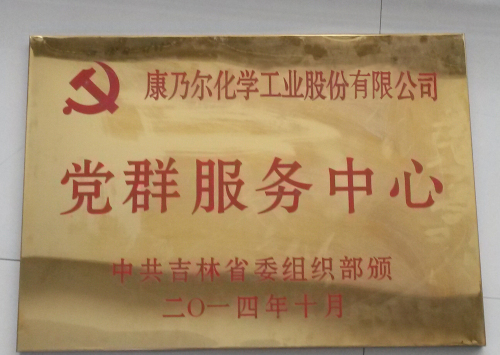 康乃尔化学工业股份有限公司
党群服务中心
中共吉林省委组织部颁
二〇一四年十月